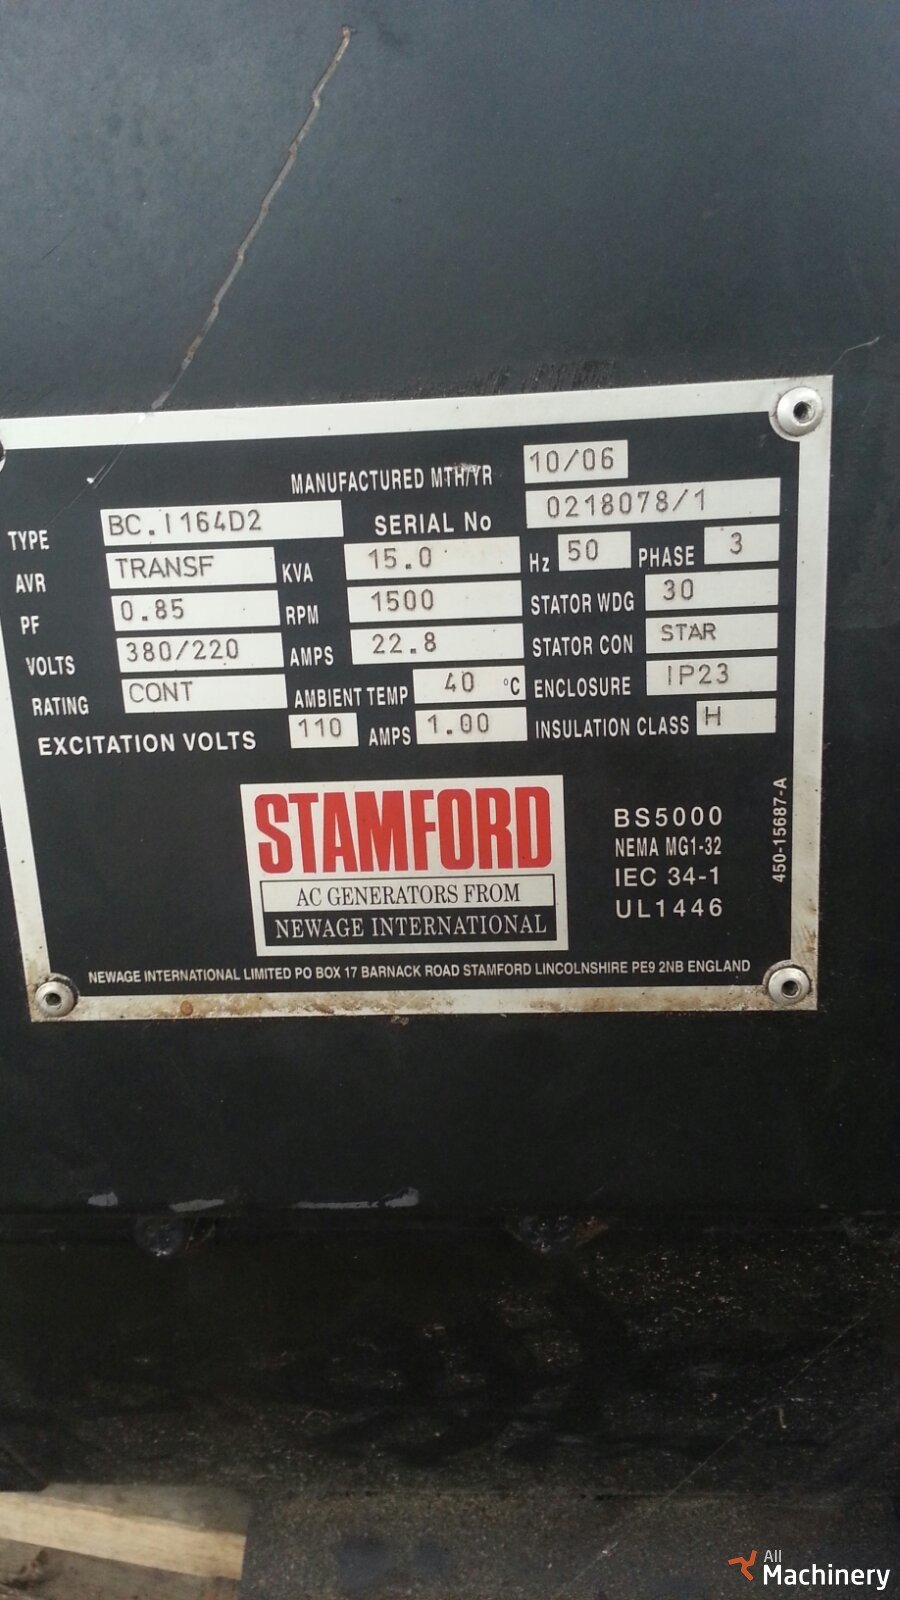 MANUFACTURED MTH/YR 10/06
TYPE BC.I164D2 SERIAL No 0218078/1
AVR TRANSF KVA 15.0 Hz 50 PHASE 3
PF 0.85 RPM 1500 STATOR WDG 30
VOLTS 380/220 AMPS 22.8 STATOR CON STAR
RATING CONT AMBIENT TEMP 40 °C ENCLOSURE IP23
EXCITATION VOLTS 110 AMPS 1.00 INSULATION CLASS H
STAMFORD
AC GENERATORS FROM
NEWAGE INTERNATIONAL
BS5000
NEMA MG1-32
IEC 34-1
UL1446
450-15687-A
NEWAGE INTERNATIONAL LIMITED PO BOX 17 BARNACK ROAD STAMFORD LINCOLNSHIRE PE9 2NB ENGLAND
All
Machinery